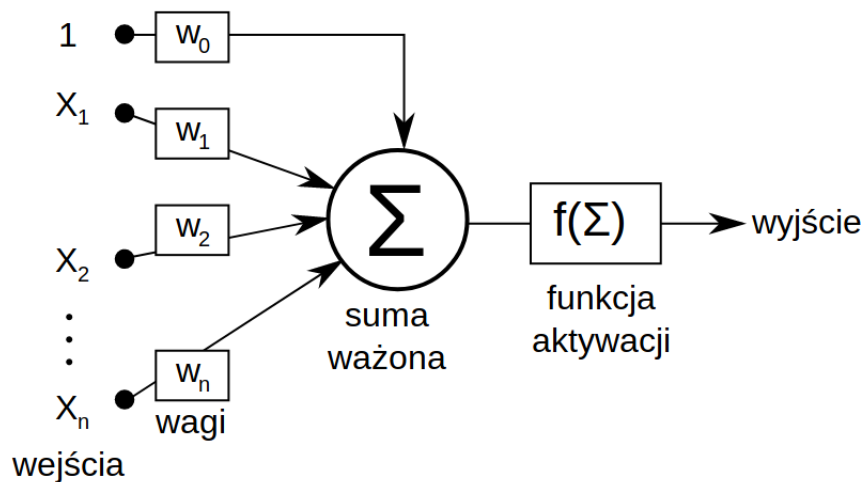 1
w₀
X₁
w₁
w₂
X₂
wₙ
Xₙ
wagi
wejścia
Σ
suma
ważona
f(Σ)
funkcja
aktywacji
wyjście